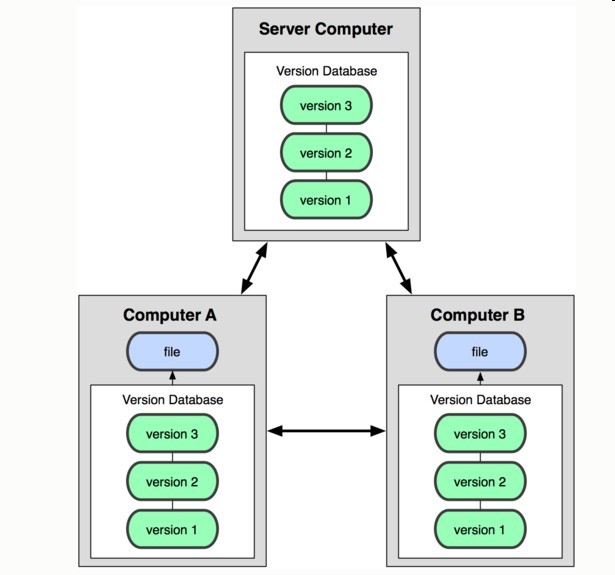 Server Computer
Version Database
version 3
version 2
version 1
Computer A
file
Version Database
version 3
version 2
version 1
Computer B
file
Version Database
version 3
version 2
version 1